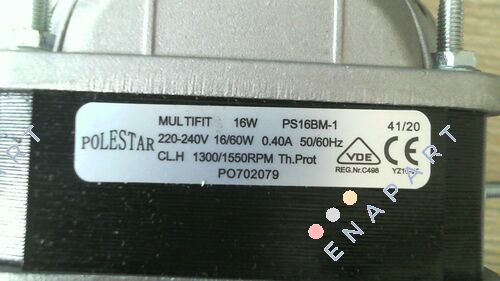 POLESTAR
MULTIFIT 16W PS16BM-1 41/20
220-240V 16/60W 0.40A 50/60Hz
CL.H 1300/1550RPM Th.Prot
PO702079
VDE
REG.Nr.C498
CE
ENAPART
ENAPART